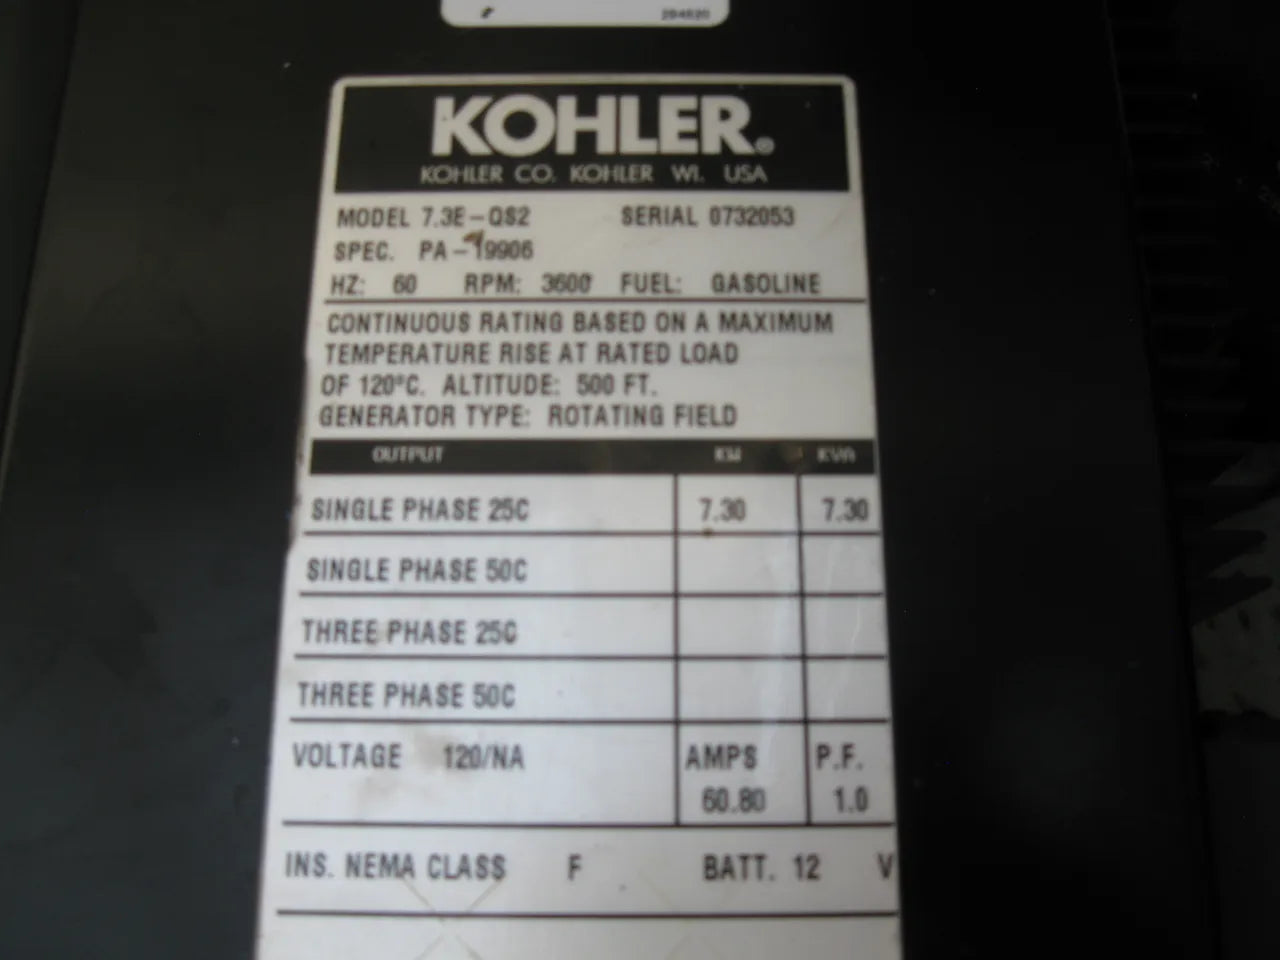 294520
KOHLER®
KOHLER CO. KOHLER WI. USA
MODEL 7.3E-QS2 SERIAL 0732053
SPEC. PA-19906
HZ: 60 RPM: 3600 FUEL: GASOLINE
CONTINUOUS RATING BASED ON A MAXIMUM
TEMPERATURE RISE AT RATED LOAD
OF 120°C. ALTITUDE: 500 FT.
GENERATOR TYPE: ROTATING FIELD
OUTPUT KW KVA
SINGLE PHASE 25C 7.30 7.30
SINGLE PHASE 50C
THREE PHASE 25C
THREE PHASE 50C
VOLTAGE 120/NA AMPS P.F.
60.80 1.0
INS. NEMA CLASS F BATT. 12 V